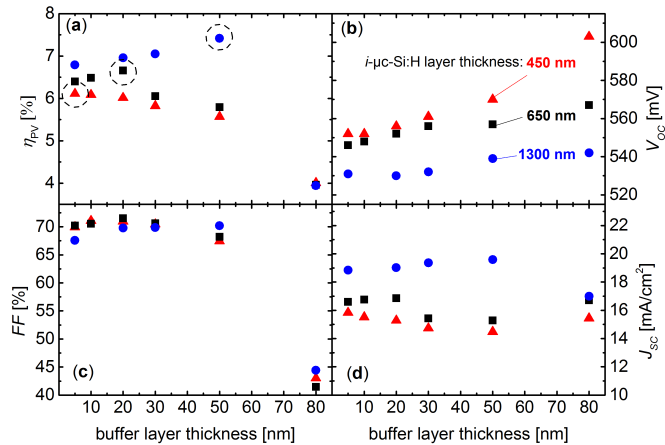 (a)
(b)
8
7
6
5
4
η_PV [%]
i-μc-Si:H layer thickness: 450 nm
650 nm
1300 nm
600
580
560
540
520
V_OC [mV]
70
65
60
55
50
45
40
FF [%]
(c)
(d)
22
20
18
16
14
12
10
J_SC [mA/cm²]
10 20 30 40 50 60 70 80
10 20 30 40 50 60 70 80
buffer layer thickness [nm]
buffer layer thickness [nm]